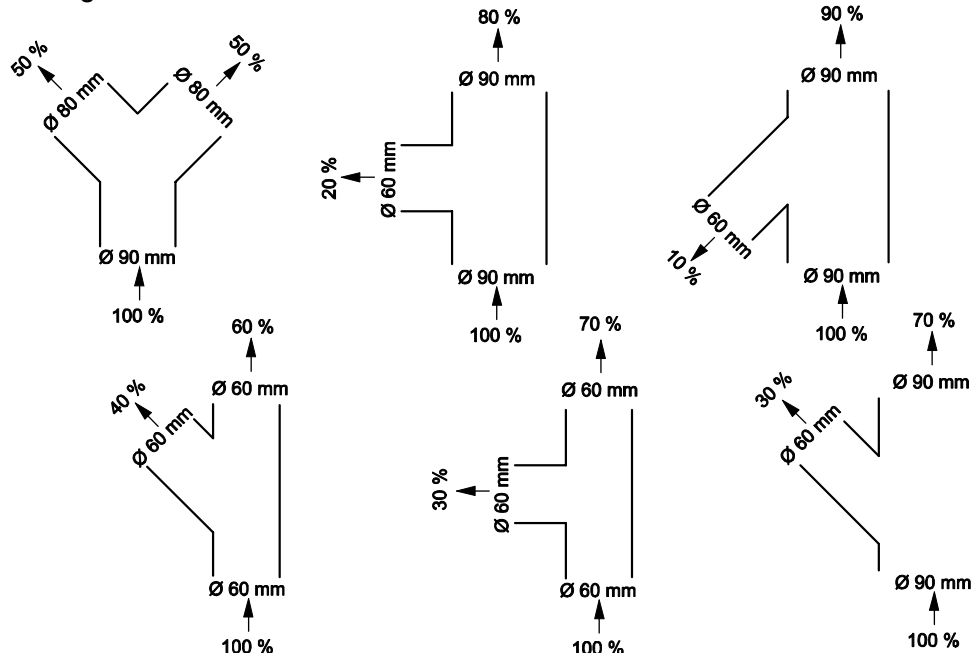 50 %
50 %
Ø 80 mm
Ø 80 mm
Ø 90 mm
100 %
80 %
Ø 90 mm
20 %
Ø 60 mm
Ø 90 mm
100 %
90 %
Ø 90 mm
Ø 60 mm
10 %
Ø 90 mm
100 %
60 %
Ø 60 mm
40 %
Ø 60 mm
Ø 60 mm
100 %
70 %
Ø 60 mm
30 %
Ø 60 mm
Ø 60 mm
100 %
70 %
Ø 90 mm
30 %
Ø 60 mm
Ø 90 mm
100 %